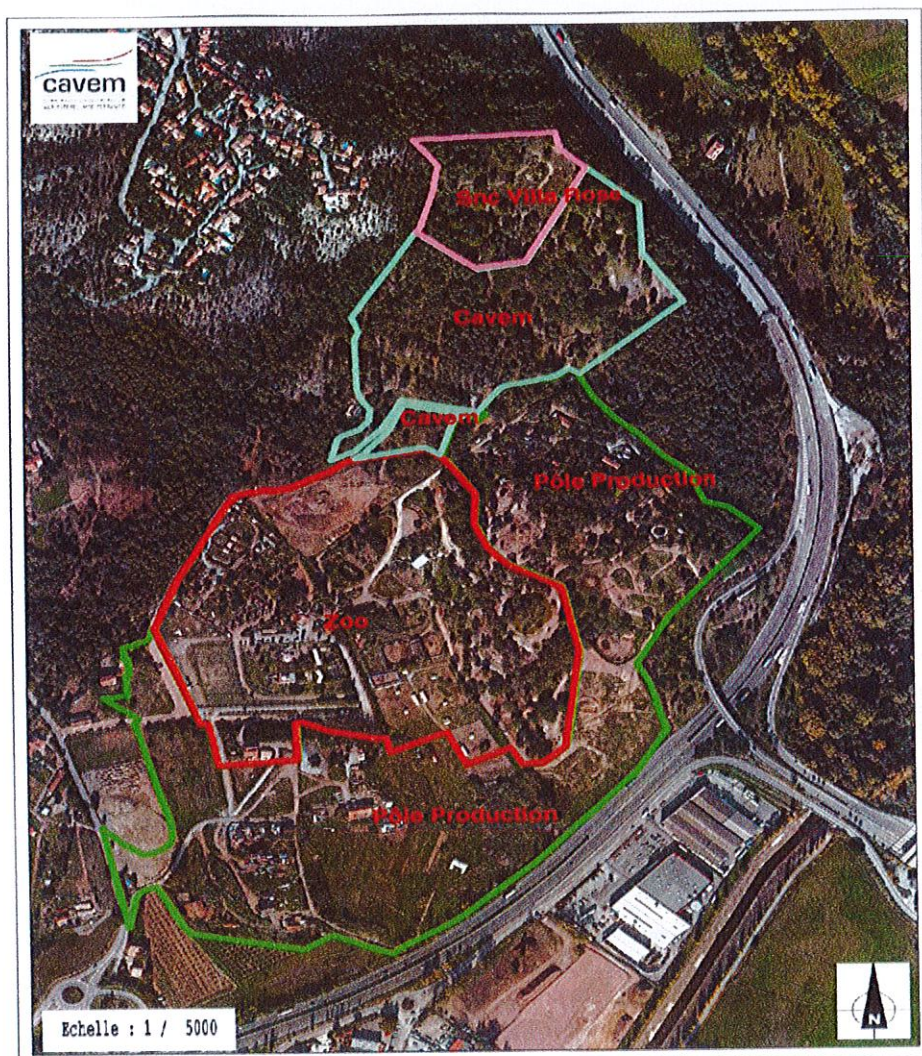 cavem
Snc Villa Rose
Cavem
Cavem
Pôle Production
Zoo
Pôle Production
Echelle : 1 / 5000
N